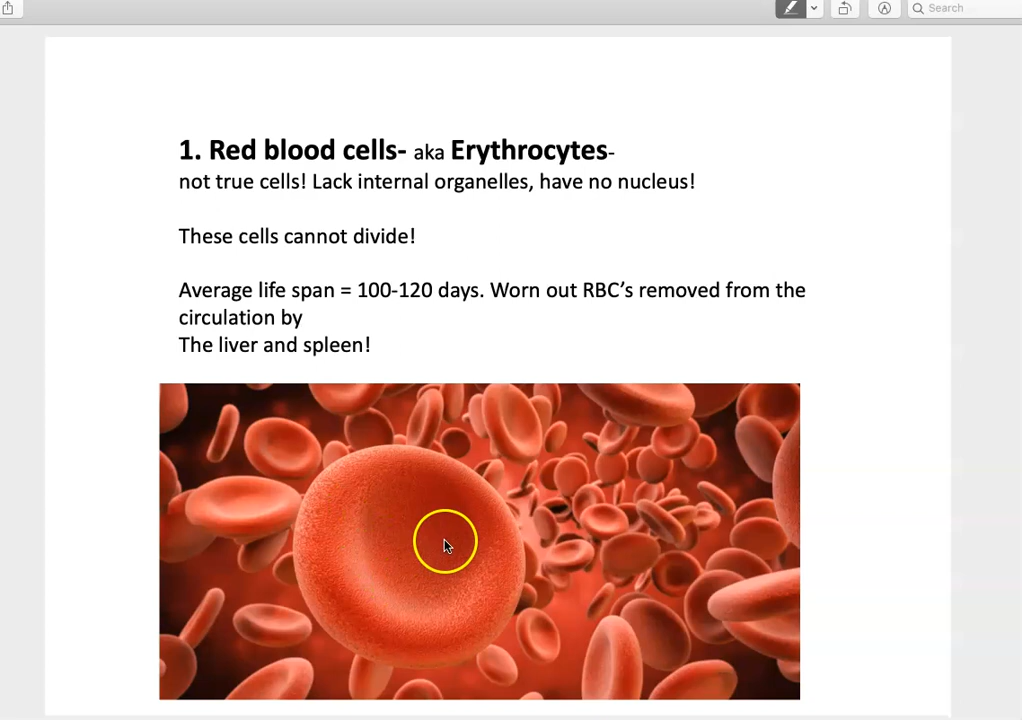 Search
1. Red blood cells- aka Erythrocytes-
not true cells! Lack internal organelles, have no nucleus!
These cells cannot divide!
Average life span = 100-120 days. Worn out RBC’s removed from the
circulation by
The liver and spleen!